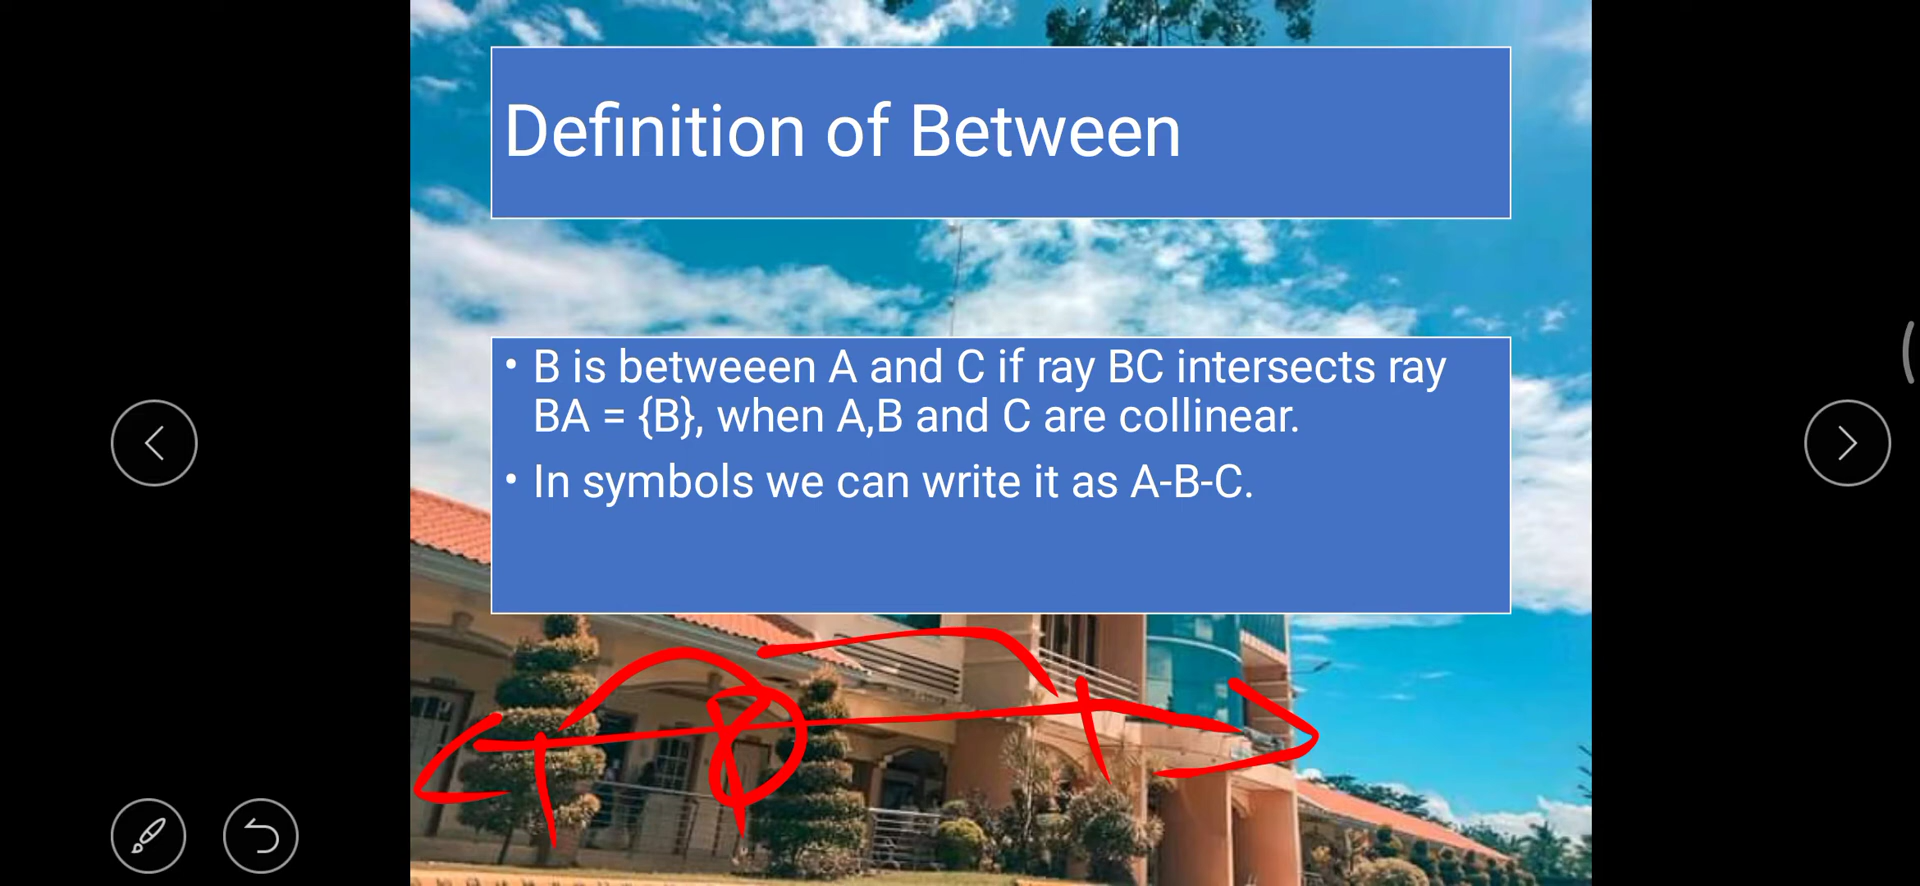 Definition of Between
• B is betweeen A and C if ray BC intersects ray
BA = {B}, when A,B and C are collinear.
• In symbols we can write it as A-B-C.